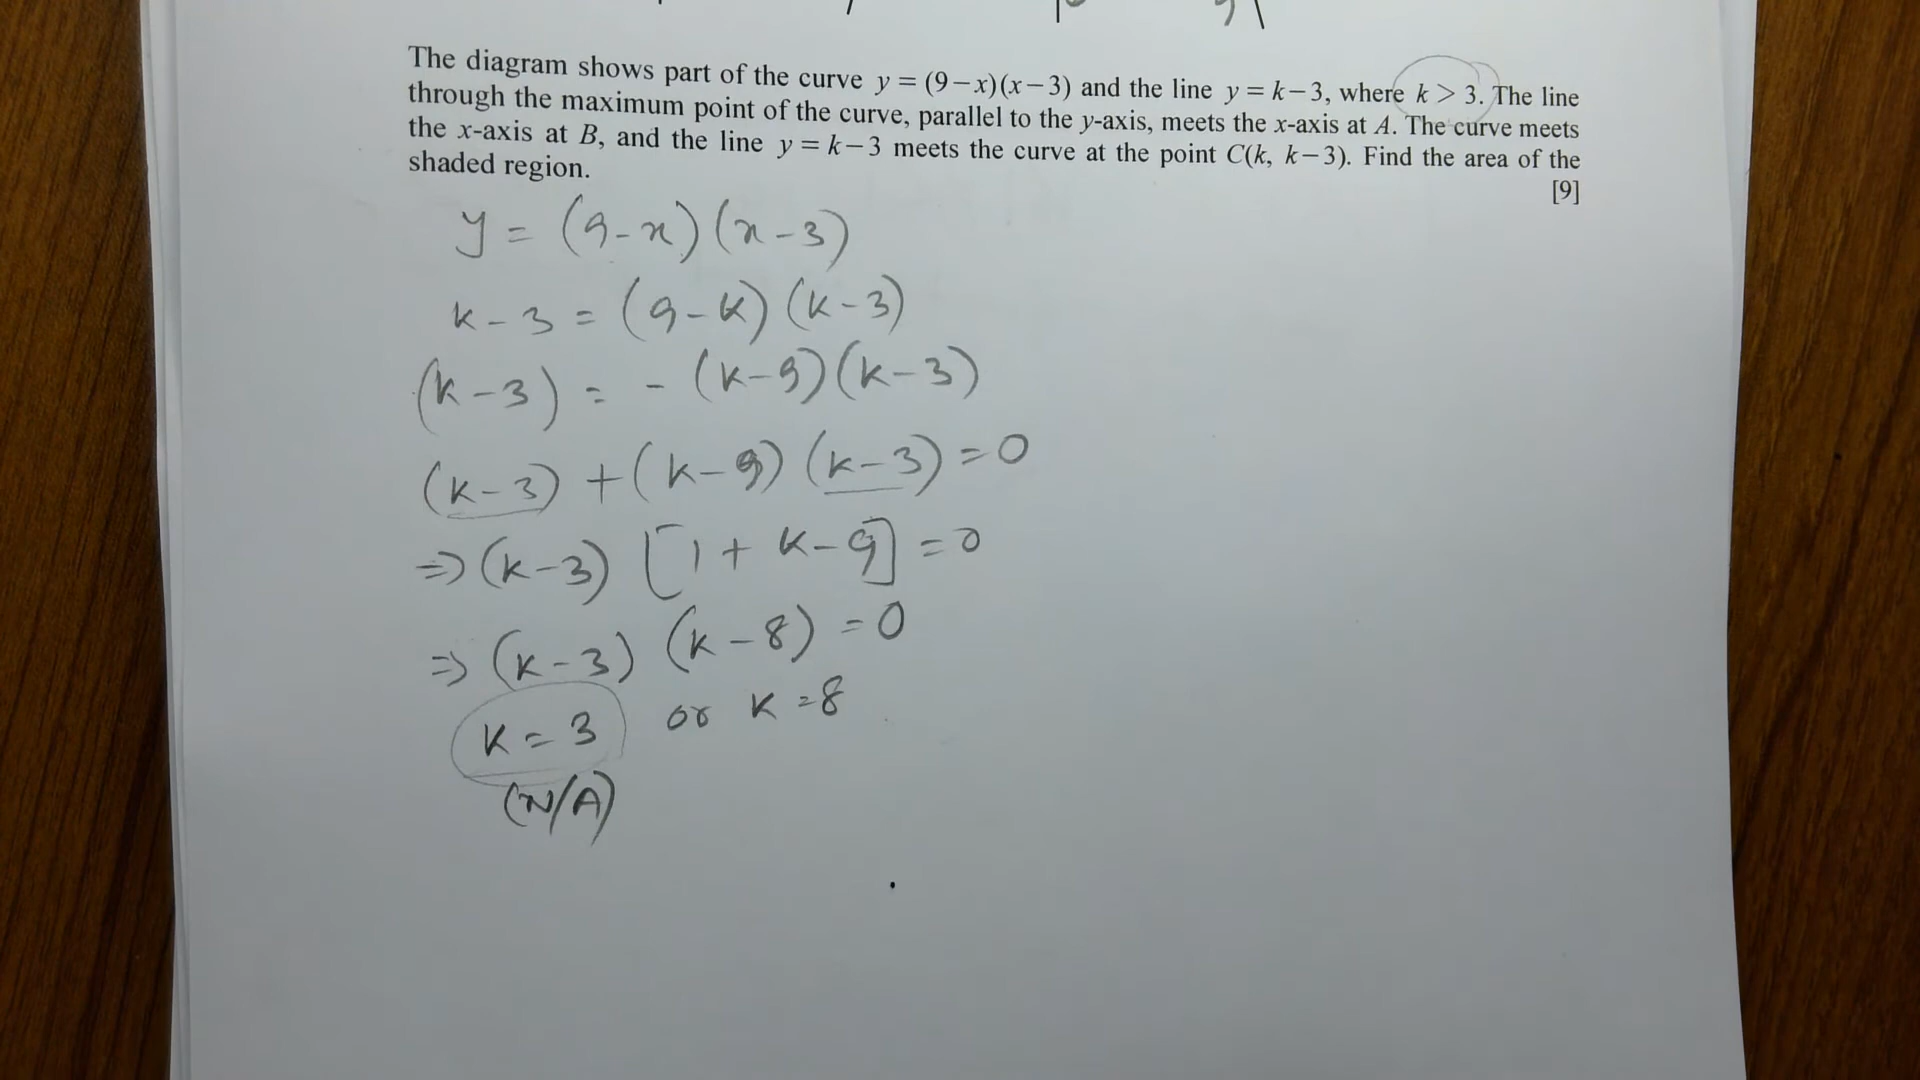 The diagram shows part of the curve y = (9−x)(x−3) and the line y = k−3, where k > 3. The line
through the maximum point of the curve, parallel to the y-axis, meets the x-axis at A. The curve meets
the x-axis at B, and the line y = k−3 meets the curve at the point C(k, k−3). Find the area of the
shaded region.
[9]
y = (9-x)(x-3)
k-3 = (9-k)(k-3)
(k-3) = -(k-9)(k-3)
(k-3) + (k-9)(k-3) = 0
⇒ (k-3) [1 + k-9] = 0
⇒ (k-3) (k-8) = 0
k = 3 or k = 8
(N/A)